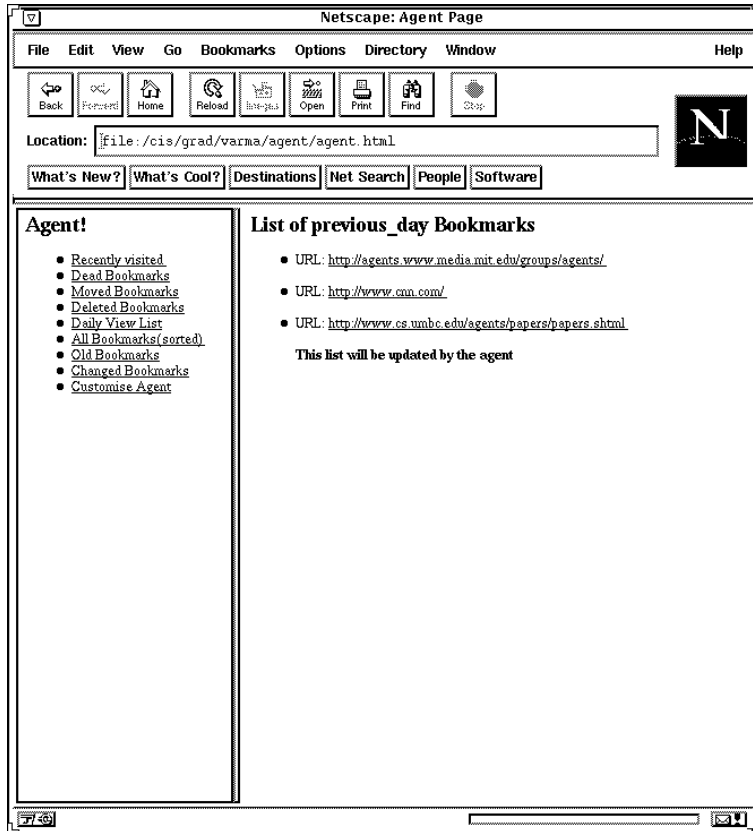 Netscape: Agent Page
File Edit View Go Bookmarks Options Directory Window Help
Back Forward Home Reload Images Open Print Find Stop
Location: file:/cis/grad/varma/agent/agent.html
N
What's New? What's Cool? Destinations Net Search People Software
Agent!
Recently visited
Dead Bookmarks
Moved Bookmarks
Deleted Bookmarks
Daily View List
All Bookmarks(sorted)
Old Bookmarks
Changed Bookmarks
Customise Agent
List of previous_day Bookmarks
URL: http://agents.www.media.mit.edu/groups/agents/
URL: http://www.cnn.com/
URL: http://www.cs.umbc.edu/agents/papers/papers.shtml
This list will be updated by the agent